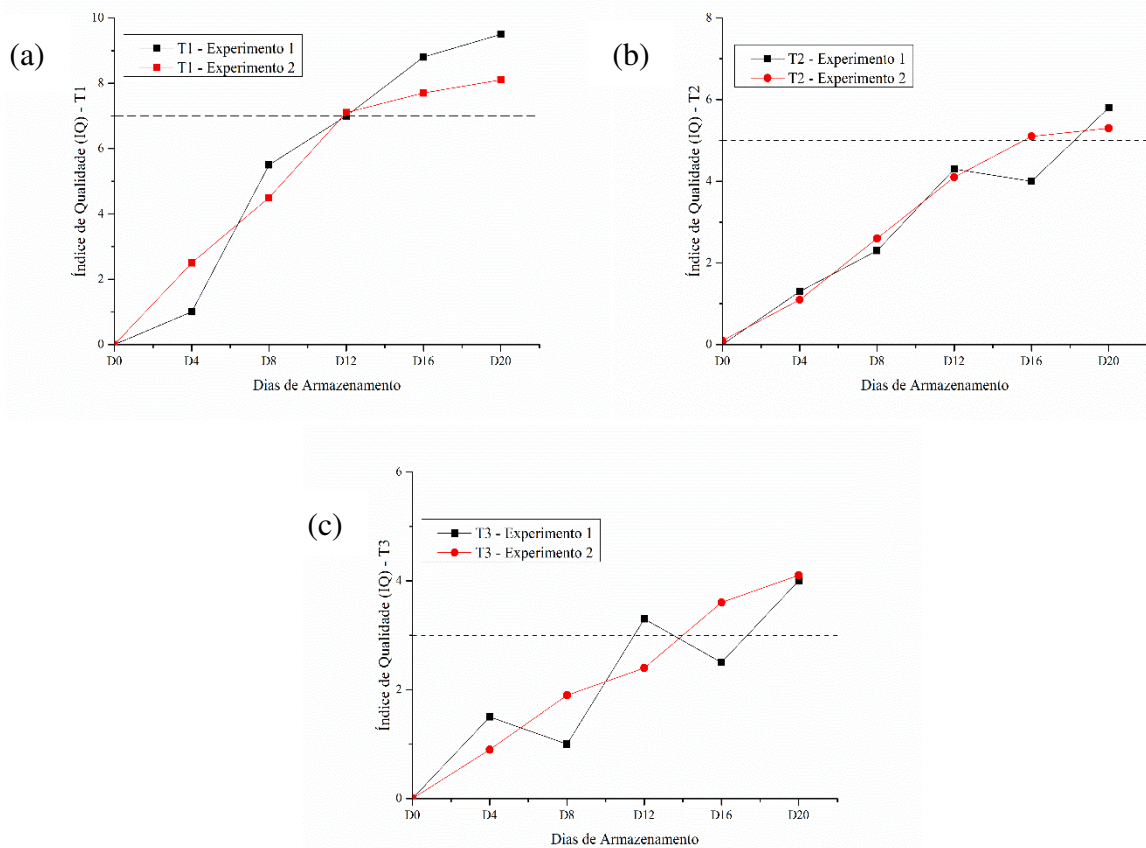 (a)
Índice de Qualidade (IQ) - T1
10
8
6
4
2
0
T1 - Experimento 1
T1 - Experimento 2
D0 D4 D8 D12 D16 D20
Dias de Armazenamento
(b)
Índice de Qualidade (IQ) - T2
8
6
4
2
0
T2 - Experimento 1
T2 - Experimento 2
D0 D4 D8 D12 D16 D20
Dias de Armazenamento
(c)
Índice de Qualidade (IQ) - T3
6
4
2
0
T3 - Experimento 1
T3 - Experimento 2
D0 D4 D8 D12 D16 D20
Dias de Armazenamento